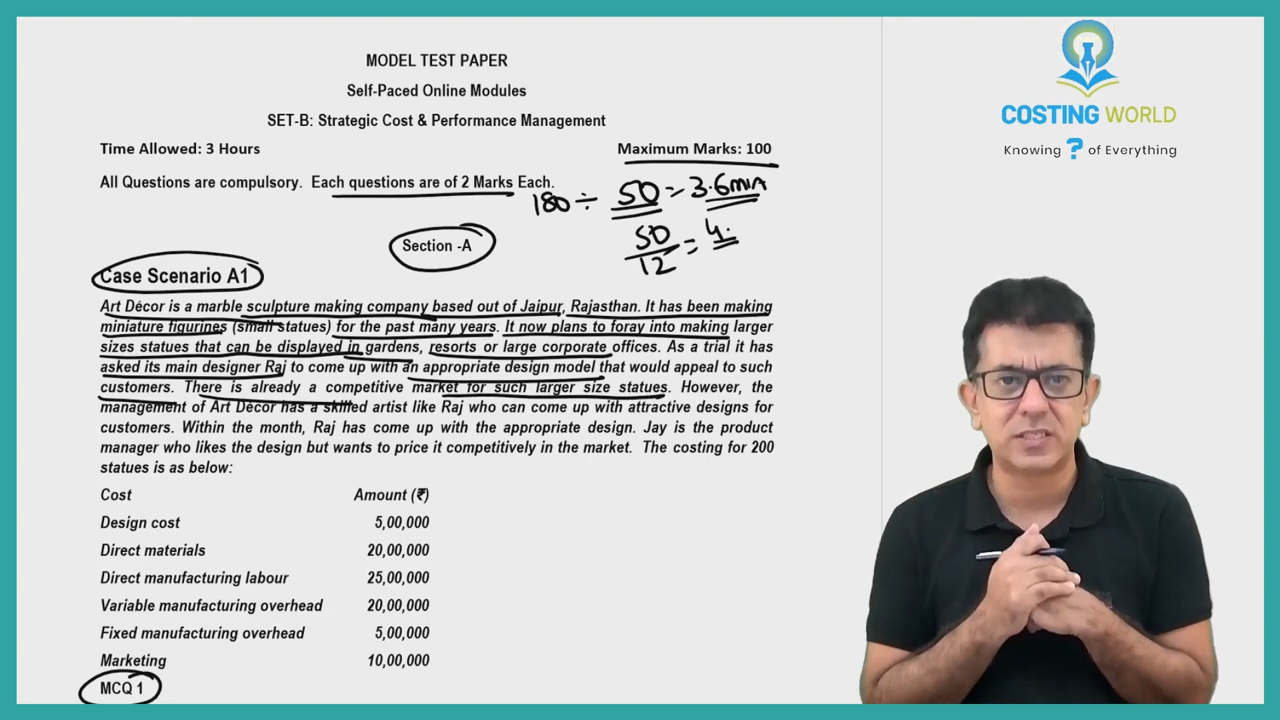 MODEL TEST PAPER
Self-Paced Online Modules
SET-B: Strategic Cost & Performance Management
Time Allowed: 3 Hours Maximum Marks: 100
All Questions are compulsory. Each questions are of 2 Marks Each.
180 ÷ 50 = 3.6min
50/12 = 4.
Section -A
Case Scenario A1
Art Décor is a marble sculpture making company based out of Jaipur, Rajasthan. It has been making
miniature figurines (small statues) for the past many years. It now plans to foray into making larger
sizes statues that can be displayed in gardens, resorts or large corporate offices. As a trial it has
asked its main designer Raj to come up with an appropriate design model that would appeal to such
customers. There is already a competitive market for such larger size statues. However, the
management of Art Décor has a skilled artist like Raj who can come up with attractive designs for
customers. Within the month, Raj has come up with the appropriate design. Jay is the product
manager who likes the design but wants to price it competitively in the market. The costing for 200
statues is as below:
Cost Amount (₹)
Design cost 5,00,000
Direct materials 20,00,000
Direct manufacturing labour 25,00,000
Variable manufacturing overhead 20,00,000
Fixed manufacturing overhead 5,00,000
Marketing 10,00,000
MCQ 1
COSTING WORLD
Knowing ? of Everything